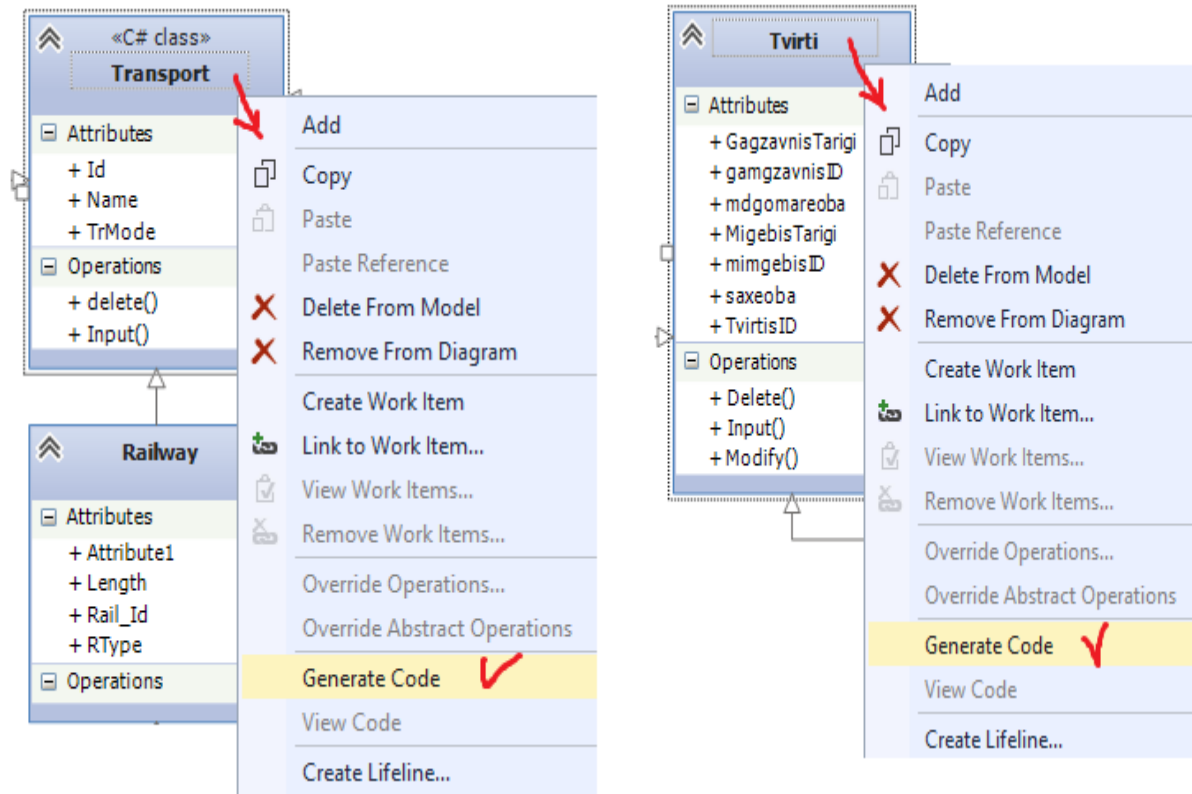 «C# class»
Transport
Attributes
+ Id
+ Name
+ TrMode
Operations
+ delete()
+ Input()
Railway
Attributes
+ Attribute1
+ Length
+ Rail_Id
+ RType
Operations
Add
Copy
Paste
Paste Reference
Delete From Model
Remove From Diagram
Create Work Item
Link to Work Item...
View Work Items...
Remove Work Items...
Override Operations...
Override Abstract Operations
Generate Code
View Code
Create Lifeline...
Tvirti
Attributes
+ GagzavnisTarigi
+ gamgzavnisID
+ mdgomareoba
+ MigebisTarigi
+ mimgebisID
+ saxeoba
+ TvirtisID
Operations
+ Delete()
+ Input()
+ Modify()
Add
Copy
Paste
Paste Reference
Delete From Model
Remove From Diagram
Create Work Item
Link to Work Item...
View Work Items...
Remove Work Items...
Override Operations...
Override Abstract Operations
Generate Code
View Code
Create Lifeline...